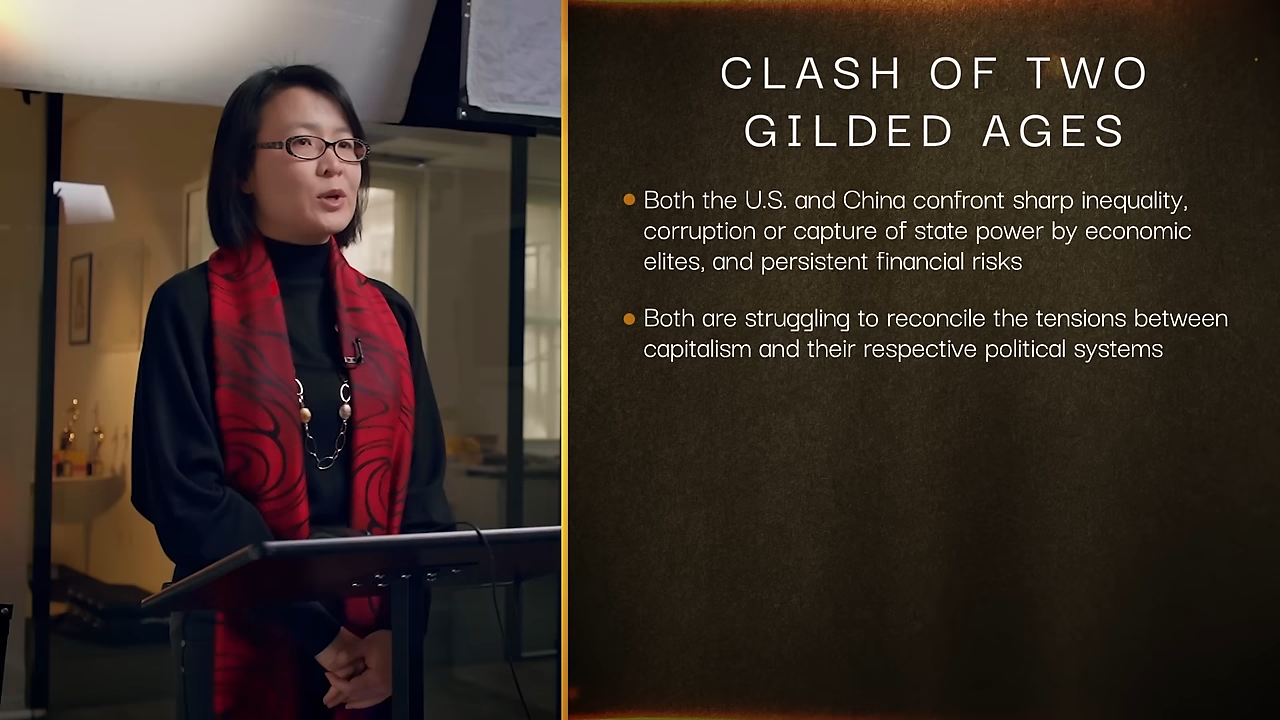 CLASH OF TWO
GILDED AGES
Both the U.S. and China confront sharp inequality,
corruption or capture of state power by economic
elites, and persistent financial risks
Both are struggling to reconcile the tensions between
capitalism and their respective political systems